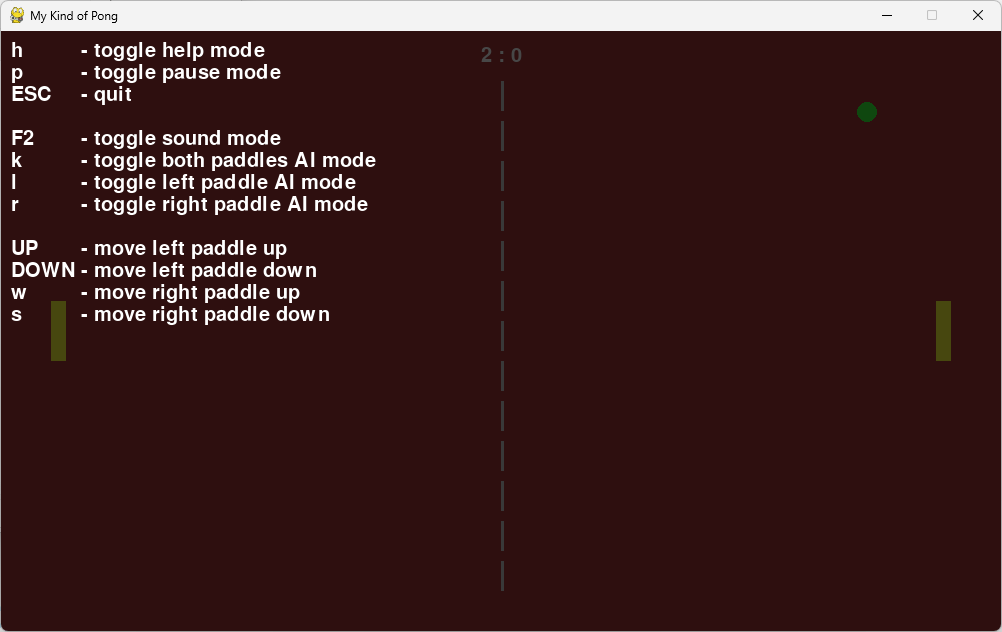 My Kind of Pong
2 : 0
h - toggle help mode
p - toggle pause mode
ESC - quit
F2 - toggle sound mode
k - toggle both paddles AI mode
l - toggle left paddle AI mode
r - toggle right paddle AI mode
UP - move left paddle up
DOWN - move left paddle down
w - move right paddle up
s - move right paddle down